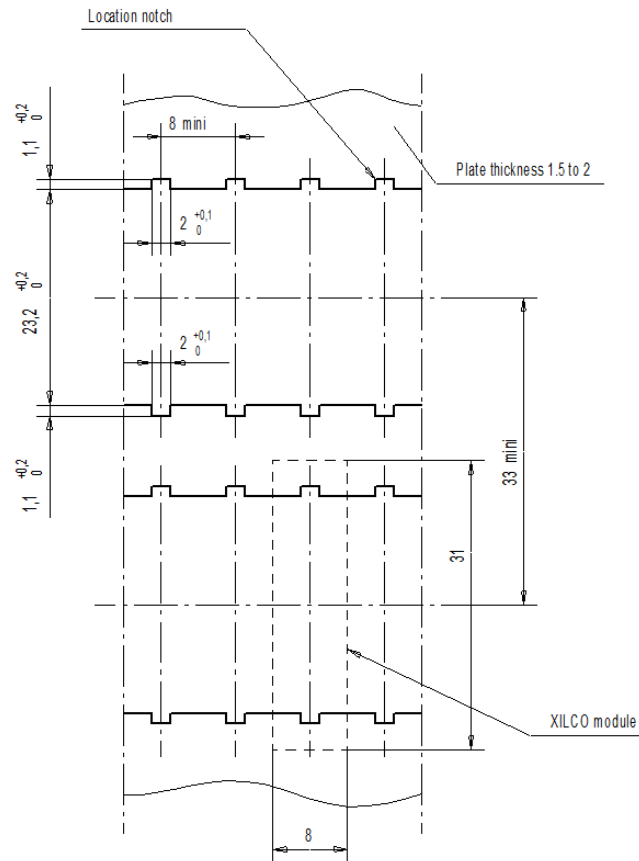 Location notch
8 mini
1,1 +0,2 0
Plate thickness 1.5 to 2
2 +0,1 0
23,2 +0,2 0
2 +0,1 0
33 mini
1,1 +0,2 0
31
XILCO module
8